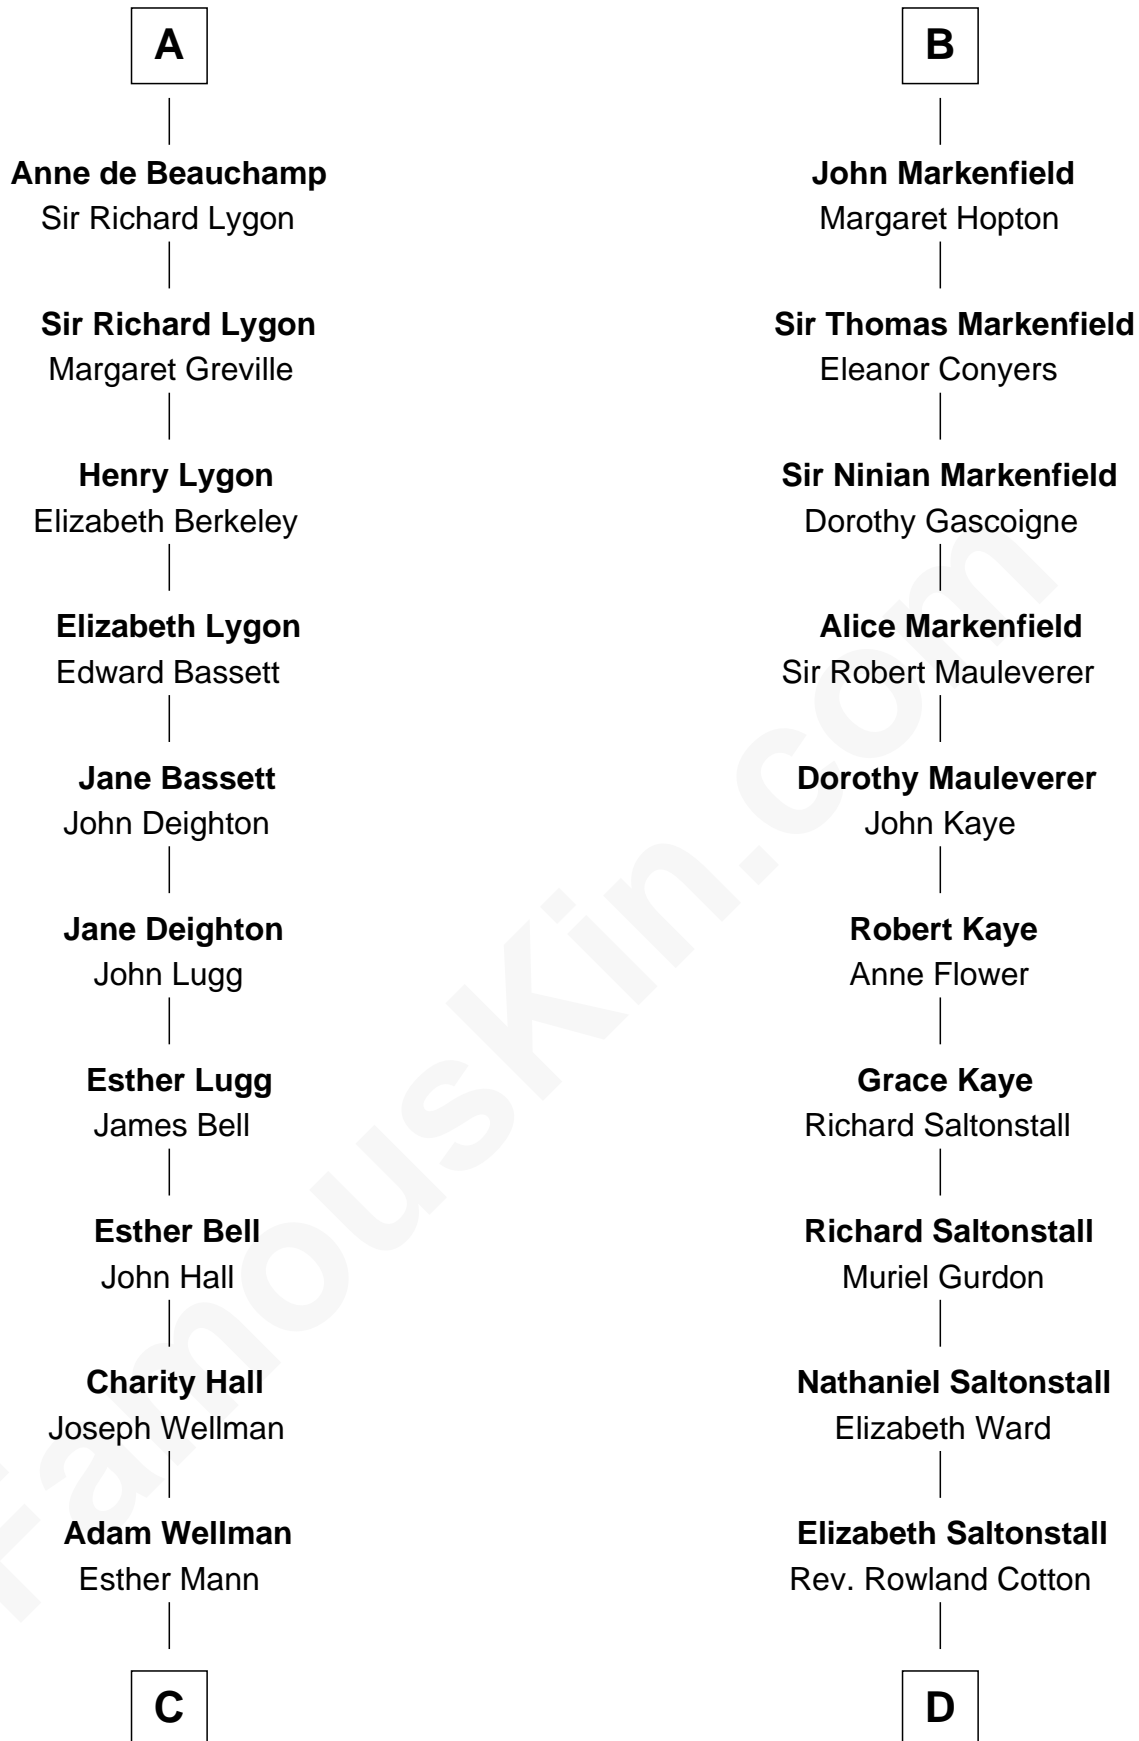 A
Anne de Beauchamp
Sir Richard Lygon
Sir Richard Lygon
Margaret Greville
Henry Lygon
Elizabeth Berkeley
Elizabeth Lygon
Edward Bassett
Jane Bassett
John Deighton
Jane Deighton
John Lugg
Esther Lugg
James Bell
Esther Bell
John Hall
Charity Hall
Joseph Wellman
Adam Wellman
Esther Mann
C
B
John Markenfield
Margaret Hopton
Sir Thomas Markenfield
Eleanor Conyers
Sir Ninian Markenfield
Dorothy Gascoigne
Alice Markenfield
Sir Robert Mauleverer
Dorothy Mauleverer
John Kaye
Robert Kaye
Anne Flower
Grace Kaye
Richard Saltonstall
Richard Saltonstall
Muriel Gurdon
Nathaniel Saltonstall
Elizabeth Ward
Elizabeth Saltonstall
Rev. Rowland Cotton
D
FamousKin.com